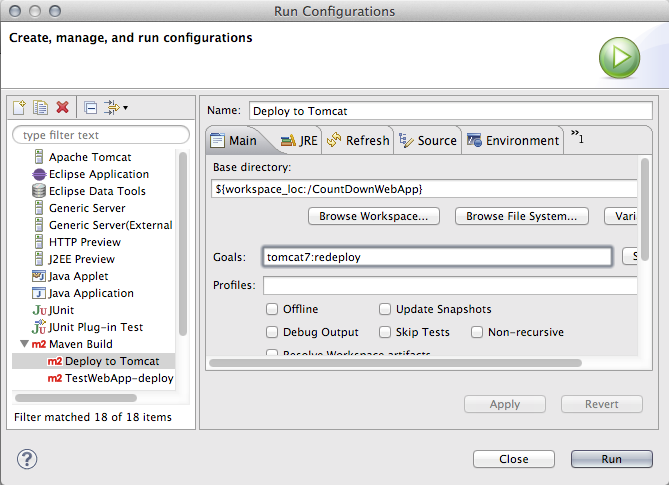 Run Configurations
Create, manage, and run configurations
type filter text
Apache Tomcat
Eclipse Application
Eclipse Data Tools
Generic Server
Generic Server(External
HTTP Preview
J2EE Preview
Java Applet
Java Application
JUnit
JUnit Plug-in Test
Maven Build
m2 Deploy to Tomcat
m2 TestWebApp-deploy
Filter matched 18 of 18 items
Name: Deploy to Tomcat
Main JRE Refresh Source Environment »1
Base directory:
${workspace_loc:/CountDownWebApp}
Browse Workspace... Browse File System... Vari
Goals: tomcat7:redeploy S
Profiles:
Offline Update Snapshots
Debug Output Skip Tests Non-recursive
Resolve Workspace artifacts
Apply Revert
? Close Run